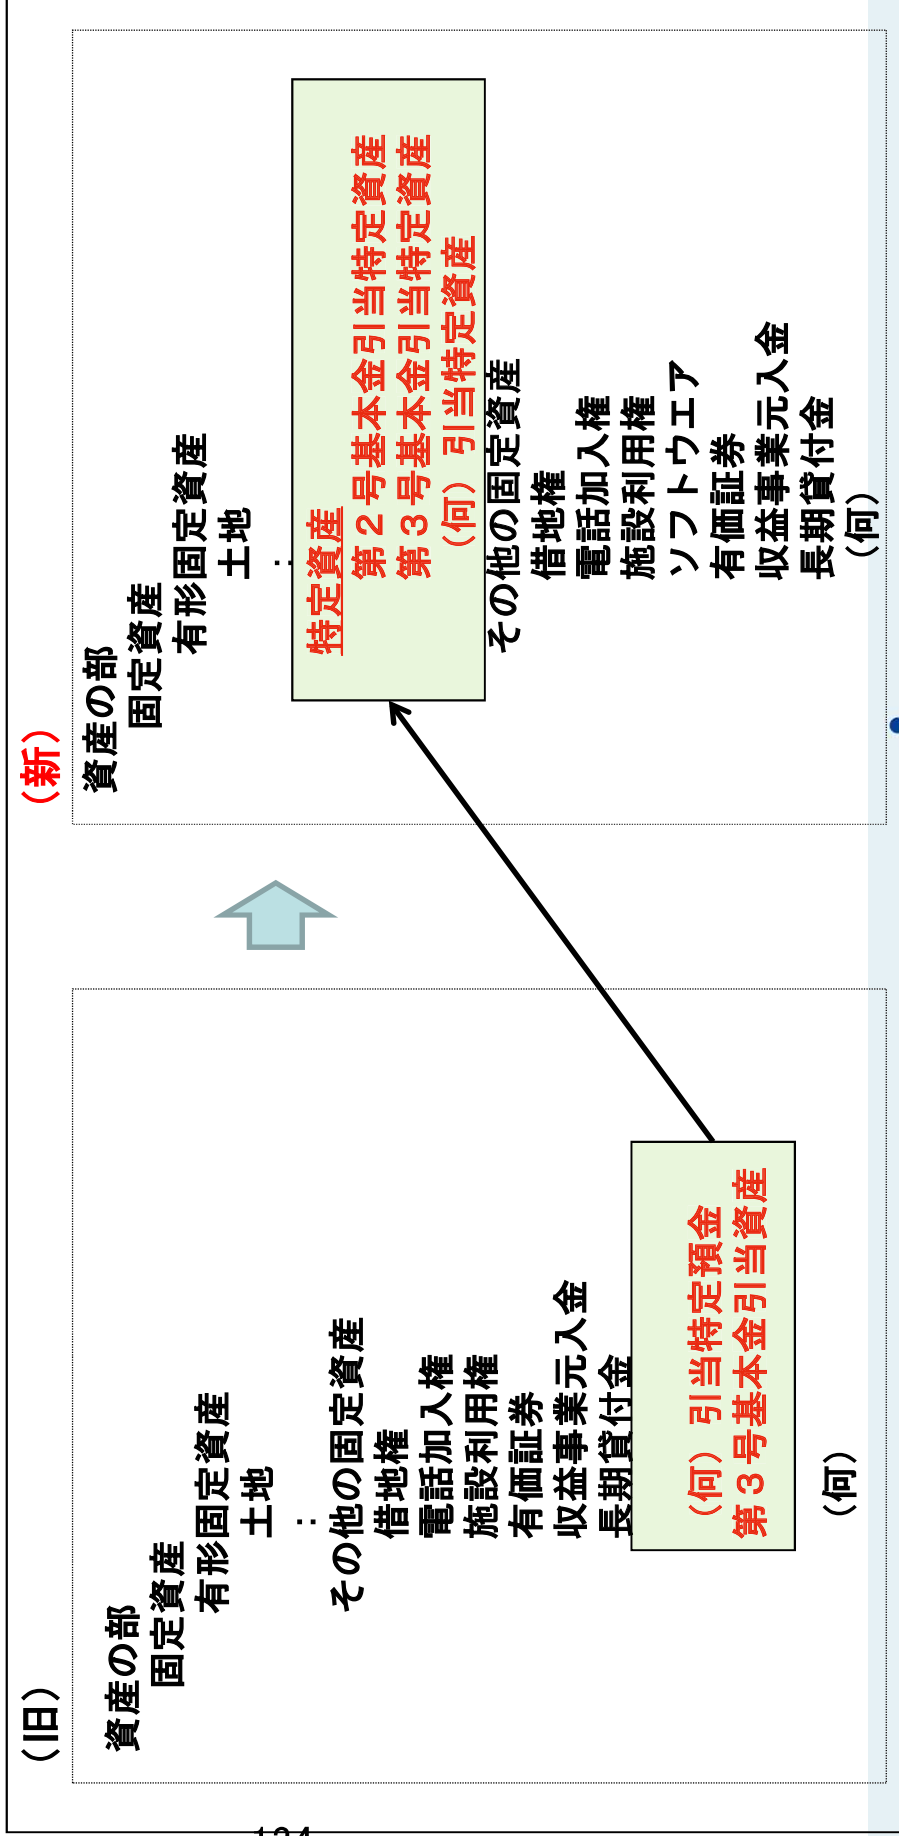 （旧）
資産の部
固定資産
有形固定資産
土地
：
その他の固定資産
借地権
電話加入権
施設利用権
有価証券
収益事業元入金
長期貸付金
（何）引当特定預金
第３号基本金引当資産
（何）
（新）
資産の部
固定資産
有形固定資産
土地
：
特定資産
第２号基本金引当特定資産
第３号基本金引当特定資産
（何）引当特定資産
その他の固定資産
借地権
電話加入権
施設利用権
ソフトウエア
有価証券
収益事業元入金
長期貸付金
（何）